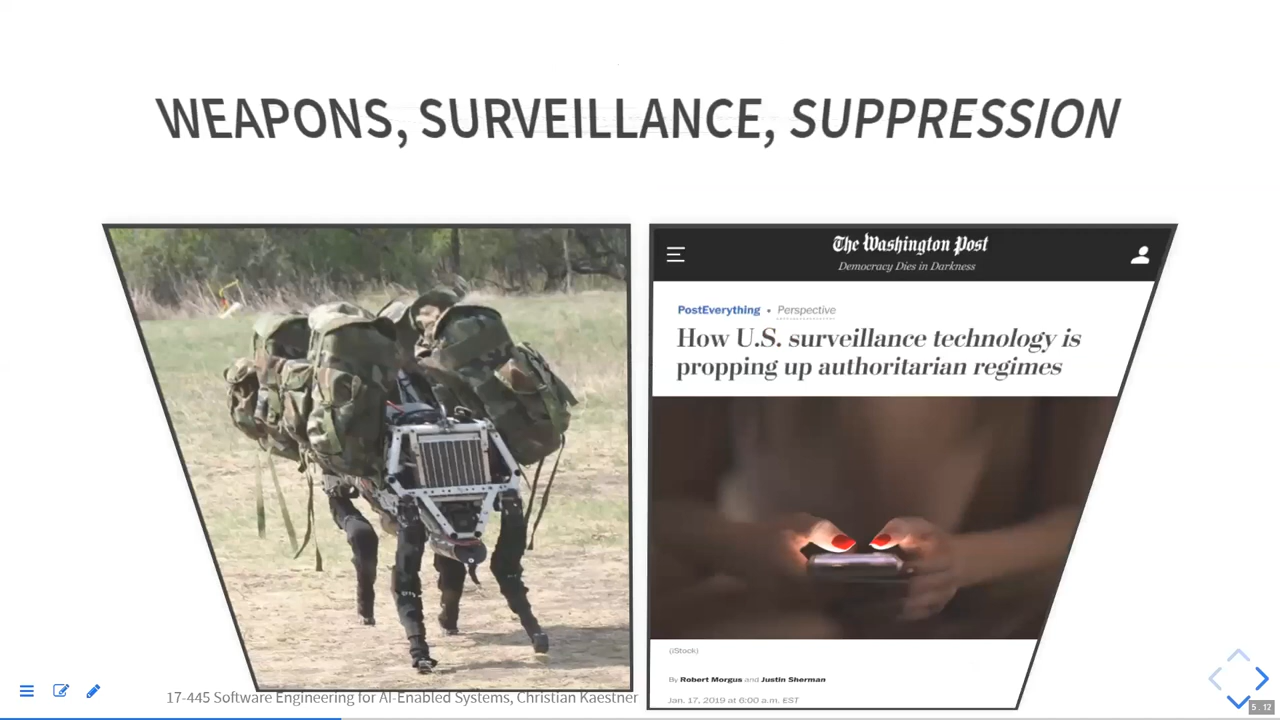 WEAPONS, SURVEILLANCE, SUPPRESSION
The Washington Post
Democracy Dies in Darkness
PostEverything • Perspective
How U.S. surveillance technology is
propping up authoritarian regimes
(iStock)
By Robert Morgus and Justin Sherman
Jan. 17, 2019 at 6:00 a.m. EST
17-445 Software Engineering for AI-Enabled Systems, Christian Kaestner
5 . 12